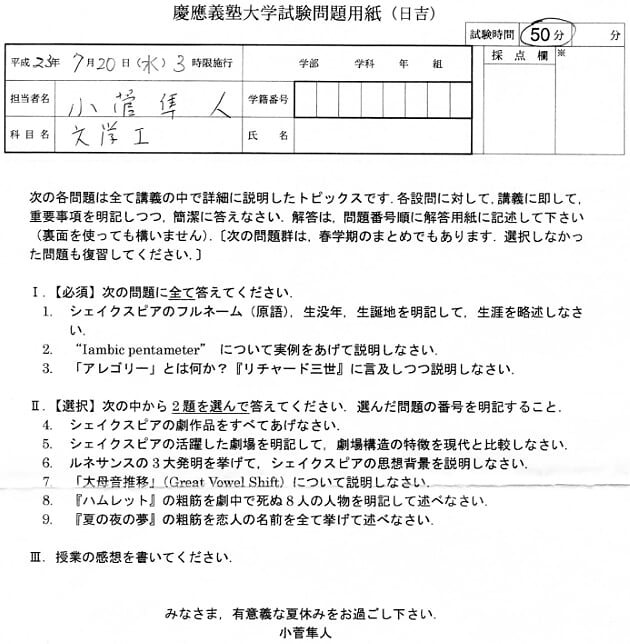 慶應義塾大学試験問題用紙（日吉）
試験時間 50分 分
平成23年 7月20日（水）3時限施行 学部 学科 年 組 採点欄 ※
担当者名 小菅隼人 学籍番号
科目名 文学I 氏名
次の各問題は全て講義の中で詳細に説明したトピックスです．各設問に対して，講義に即して，
重要事項を明記しつつ，簡潔に答えなさい．解答は，問題番号順に解答用紙に記述して下さい
（裏面を使っても構いません）．〔次の問題群は，春学期のまとめでもあります．選択しなかっ
た問題も復習してください．〕
Ⅰ．【必須】次の問題に全て答えてください．
1. シェイクスピアのフルネーム（原語），生没年，生誕地を明記して，生涯を略述しなさ
い．
2. “Iambic pentameter” について実例をあげて説明しなさい．
3. 「アレゴリー」とは何か？『リチャード三世』に言及しつつ説明しなさい．
Ⅱ．【選択】次の中から2題を選んで答えてください．選んだ問題の番号を明記すること．
4. シェイクスピアの劇作品をすべてあげなさい．
5. シェイクスピアの活躍した劇場を明記して，劇場構造の特徴を現代と比較しなさい．
6. ルネサンスの3大発明を挙げて，シェイクスピアの思想背景を説明しなさい．
7. 「大母音推移」（Great Vowel Shift）について説明しなさい．
8. 『ハムレット』の粗筋を劇中で死ぬ8人の人物を明記して述べなさい．
9. 『夏の夜の夢』の粗筋を恋人の名前を全て挙げて述べなさい．
Ⅲ．授業の感想を書いてください．
みなさま，有意義な夏休みをお過ごし下さい．
小菅隼人